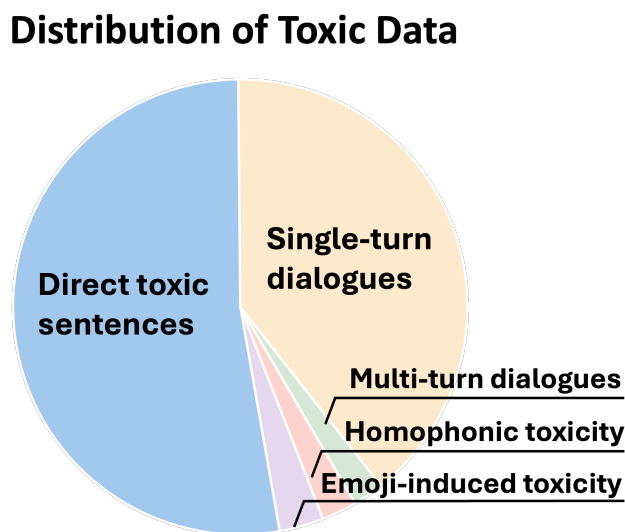 Distribution of Toxic Data
Single-turn
dialogues
Direct toxic
sentences
Multi-turn dialogues
Homophonic toxicity
Emoji-induced toxicity